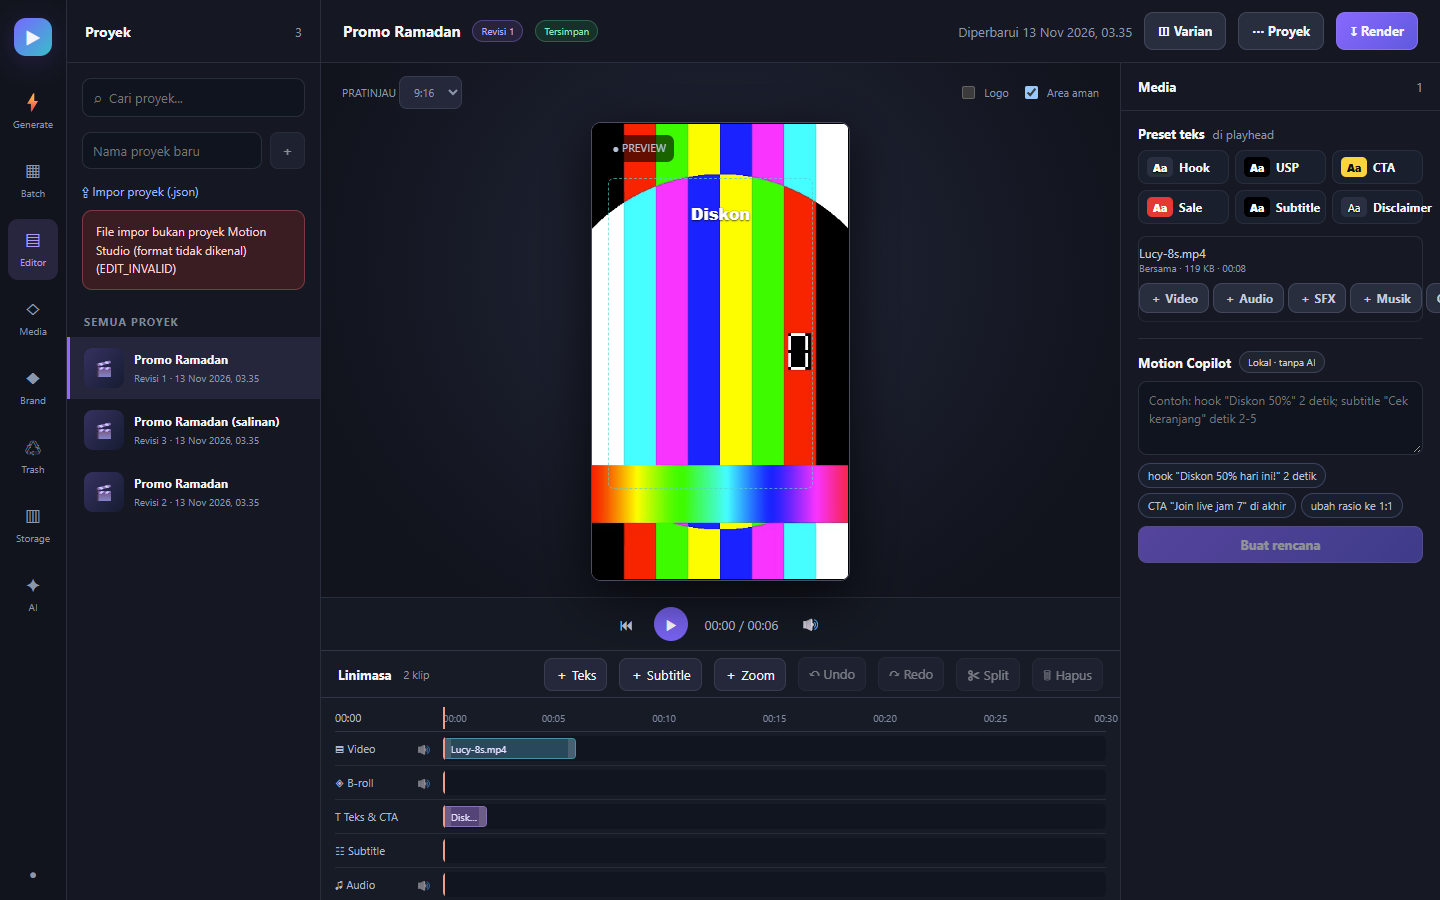 Generate
Batch
Editor
Media
Brand
Trash
Storage
AI
Proyek 3
Cari proyek...
Nama proyek baru +
Impor proyek (.json)
File impor bukan proyek Motion
Studio (format tidak dikenal)
(EDIT_INVALID)
SEMUA PROYEK
Promo Ramadan
Revisi 1 · 13 Nov 2026, 03.35
Promo Ramadan (salinan)
Revisi 3 · 13 Nov 2026, 03.35
Promo Ramadan
Revisi 2 · 13 Nov 2026, 03.35
Promo Ramadan Revisi 1 Tersimpan Diperbarui 13 Nov 2026, 03.35 Varian ··· Proyek Render
PRATINJAU 9:16 Logo Area aman
● PREVIEW
Diskon
00:00 / 00:06
Linimasa 2 klip + Teks + Subtitle + Zoom Undo Redo Split Hapus
00:00 00:00 00:05 00:10 00:15 00:20 00:25 00:30
Video Lucy-8s.mp4
B-roll
T Teks & CTA Disk...
Subtitle
Audio
Media 1
Preset teks di playhead
Aa Hook Aa USP Aa CTA
Aa Sale Aa Subtitle Aa Disclaimer
Lucy-8s.mp4
Bersama · 119 KB · 00:08
+ Video + Audio + SFX + Musik
Motion Copilot Lokal · tanpa AI
Contoh: hook "Diskon 50%" 2 detik; subtitle "Cek
keranjang" detik 2-5
hook "Diskon 50% hari ini!" 2 detik
CTA "Join live jam 7" di akhir ubah rasio ke 1:1
Buat rencana